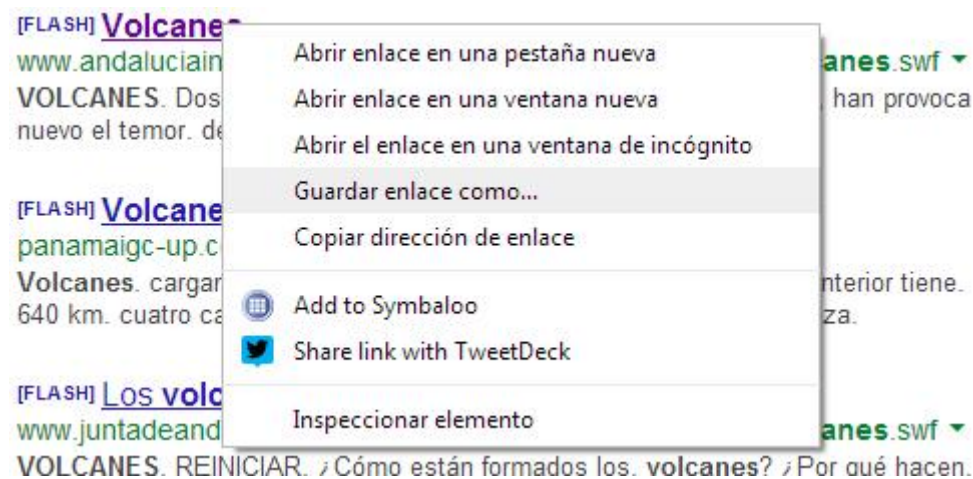 [FLASH] Volcanes
www.andaluciain anes.swf
VOLCANES. Dos , han provoca
nuevo el temor. de
[FLASH] Volcane
panamaigc-up.c
Volcanes. cargar nterior tiene.
640 km. cuatro ca za.
[FLASH] Los volc
www.juntadeand anes.swf
VOLCANES. REINICIAR. ¿Cómo están formados los. volcanes? ¿Por qué hacen.
Abrir enlace en una pestaña nueva
Abrir enlace en una ventana nueva
Abrir el enlace en una ventana de incógnito
Guardar enlace como...
Copiar dirección de enlace
Add to Symbaloo
Share link with TweetDeck
Inspeccionar elemento